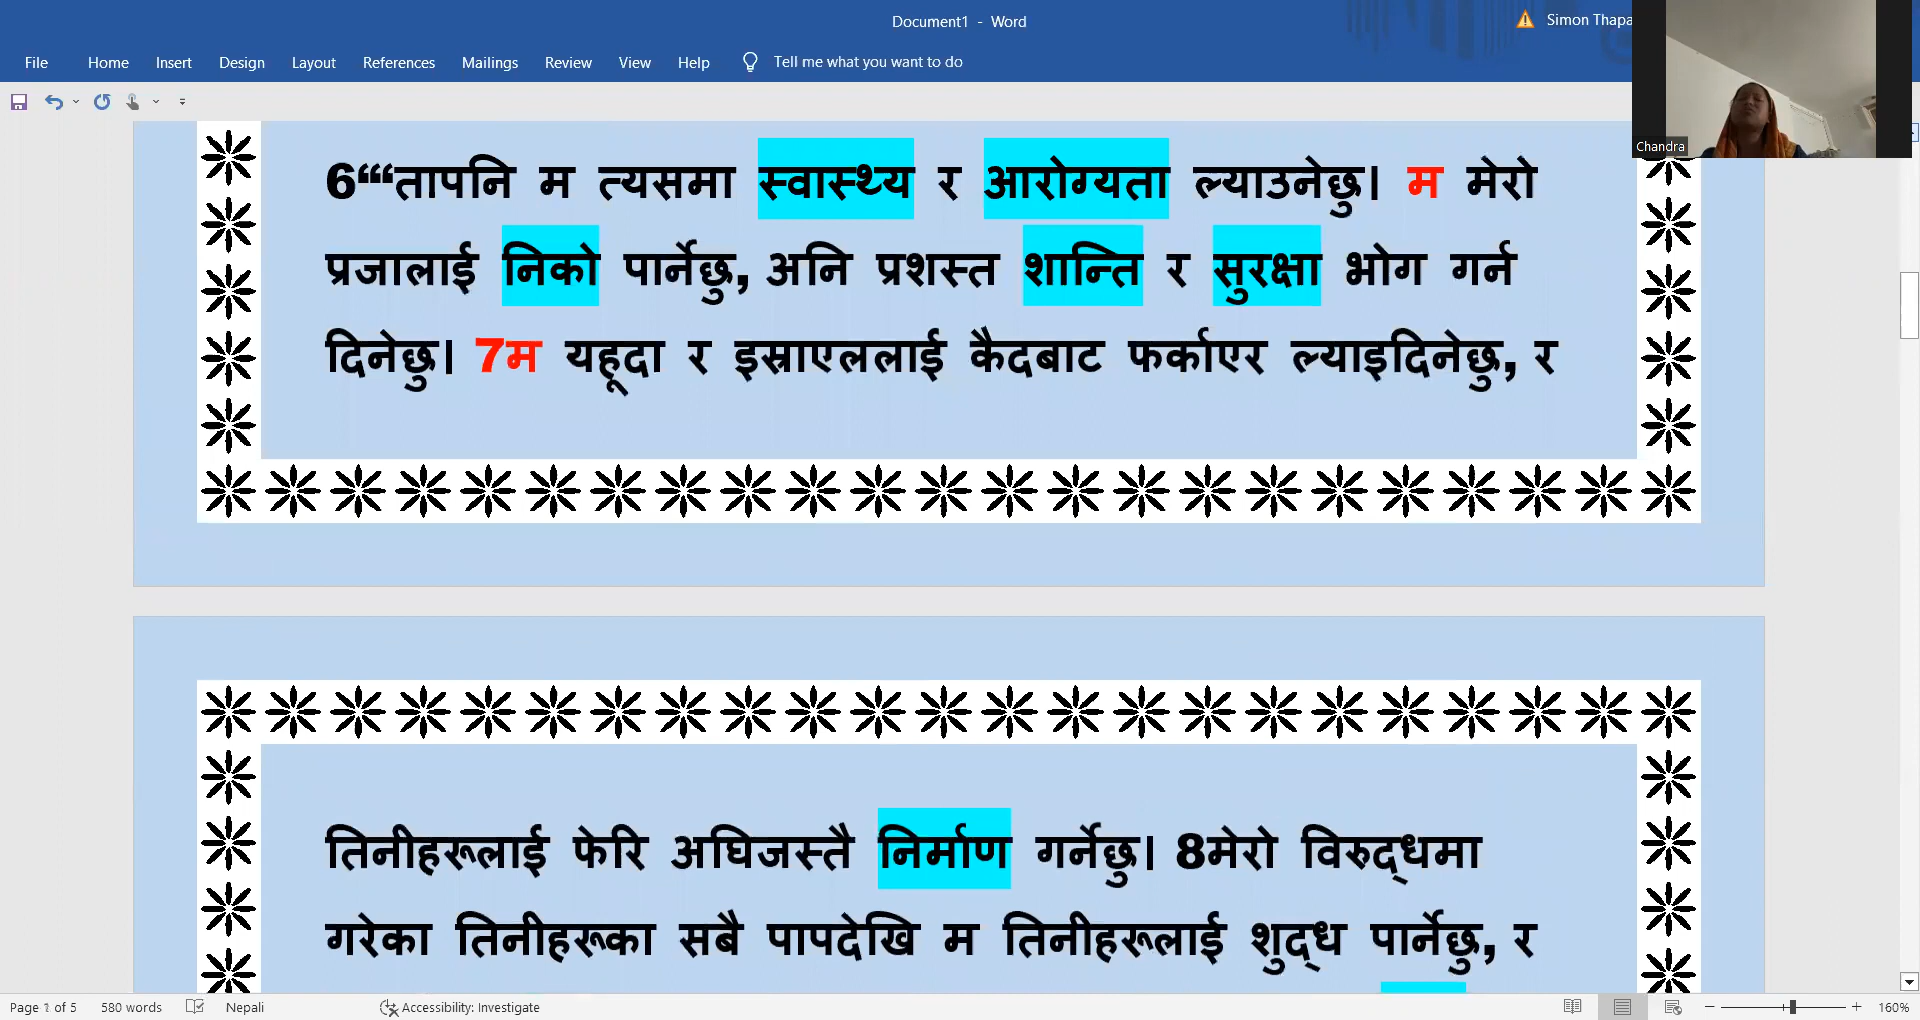 Document1 - Word
Simon Thapa
File Home Insert Design Layout References Mailings Review View Help Tell me what you want to do
Chandra
6“‘तापनि म त्यसमा स्वास्थ्य र आरोग्यता ल्याउनेछु। म मेरो
प्रजालाई निको पार्नेछु, अनि प्रशस्त शान्ति र सुरक्षा भोग गर्न
दिनेछु। 7म यहूदा र इस्राएललाई कैदबाट फर्काएर ल्याइदिनेछु, र
तिनीहरूलाई फेरि अघिजस्तै निर्माण गर्नेछु। 8मेरो विरुद्धमा
गरेका तिनीहरूका सबै पापदेखि म तिनीहरूलाई शुद्ध पार्नेछु, र
Page 1 of 5 580 words Nepali Accessibility: Investigate 160%